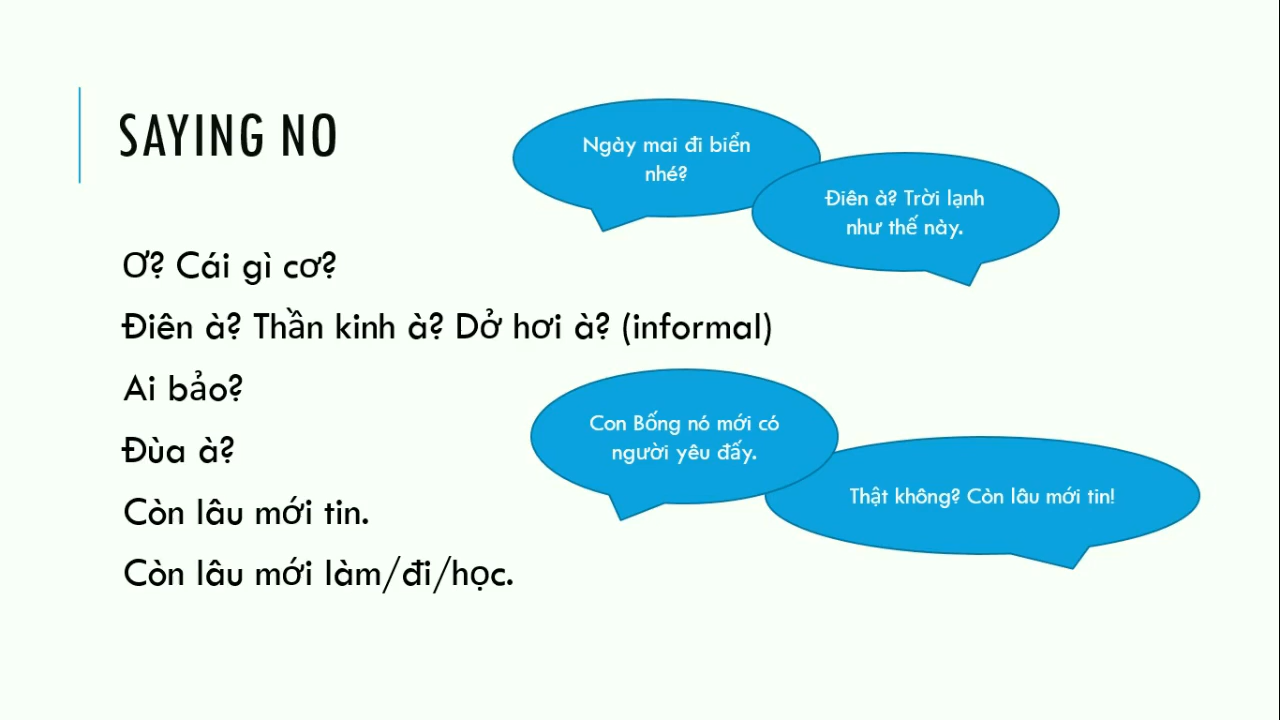 SAYING NO
Ngày mai đi biển
nhé?
Điên à? Trời lạnh
như thế này.
Ơ? Cái gì cơ?
Điên à? Thần kinh à? Dở hơi à? (informal)
Ai bảo?
Đùa à?
Còn lâu mới tin.
Còn lâu mới làm/đi/học.
Con Bống nó mới có
người yêu đấy.
Thật không? Còn lâu mới tin!